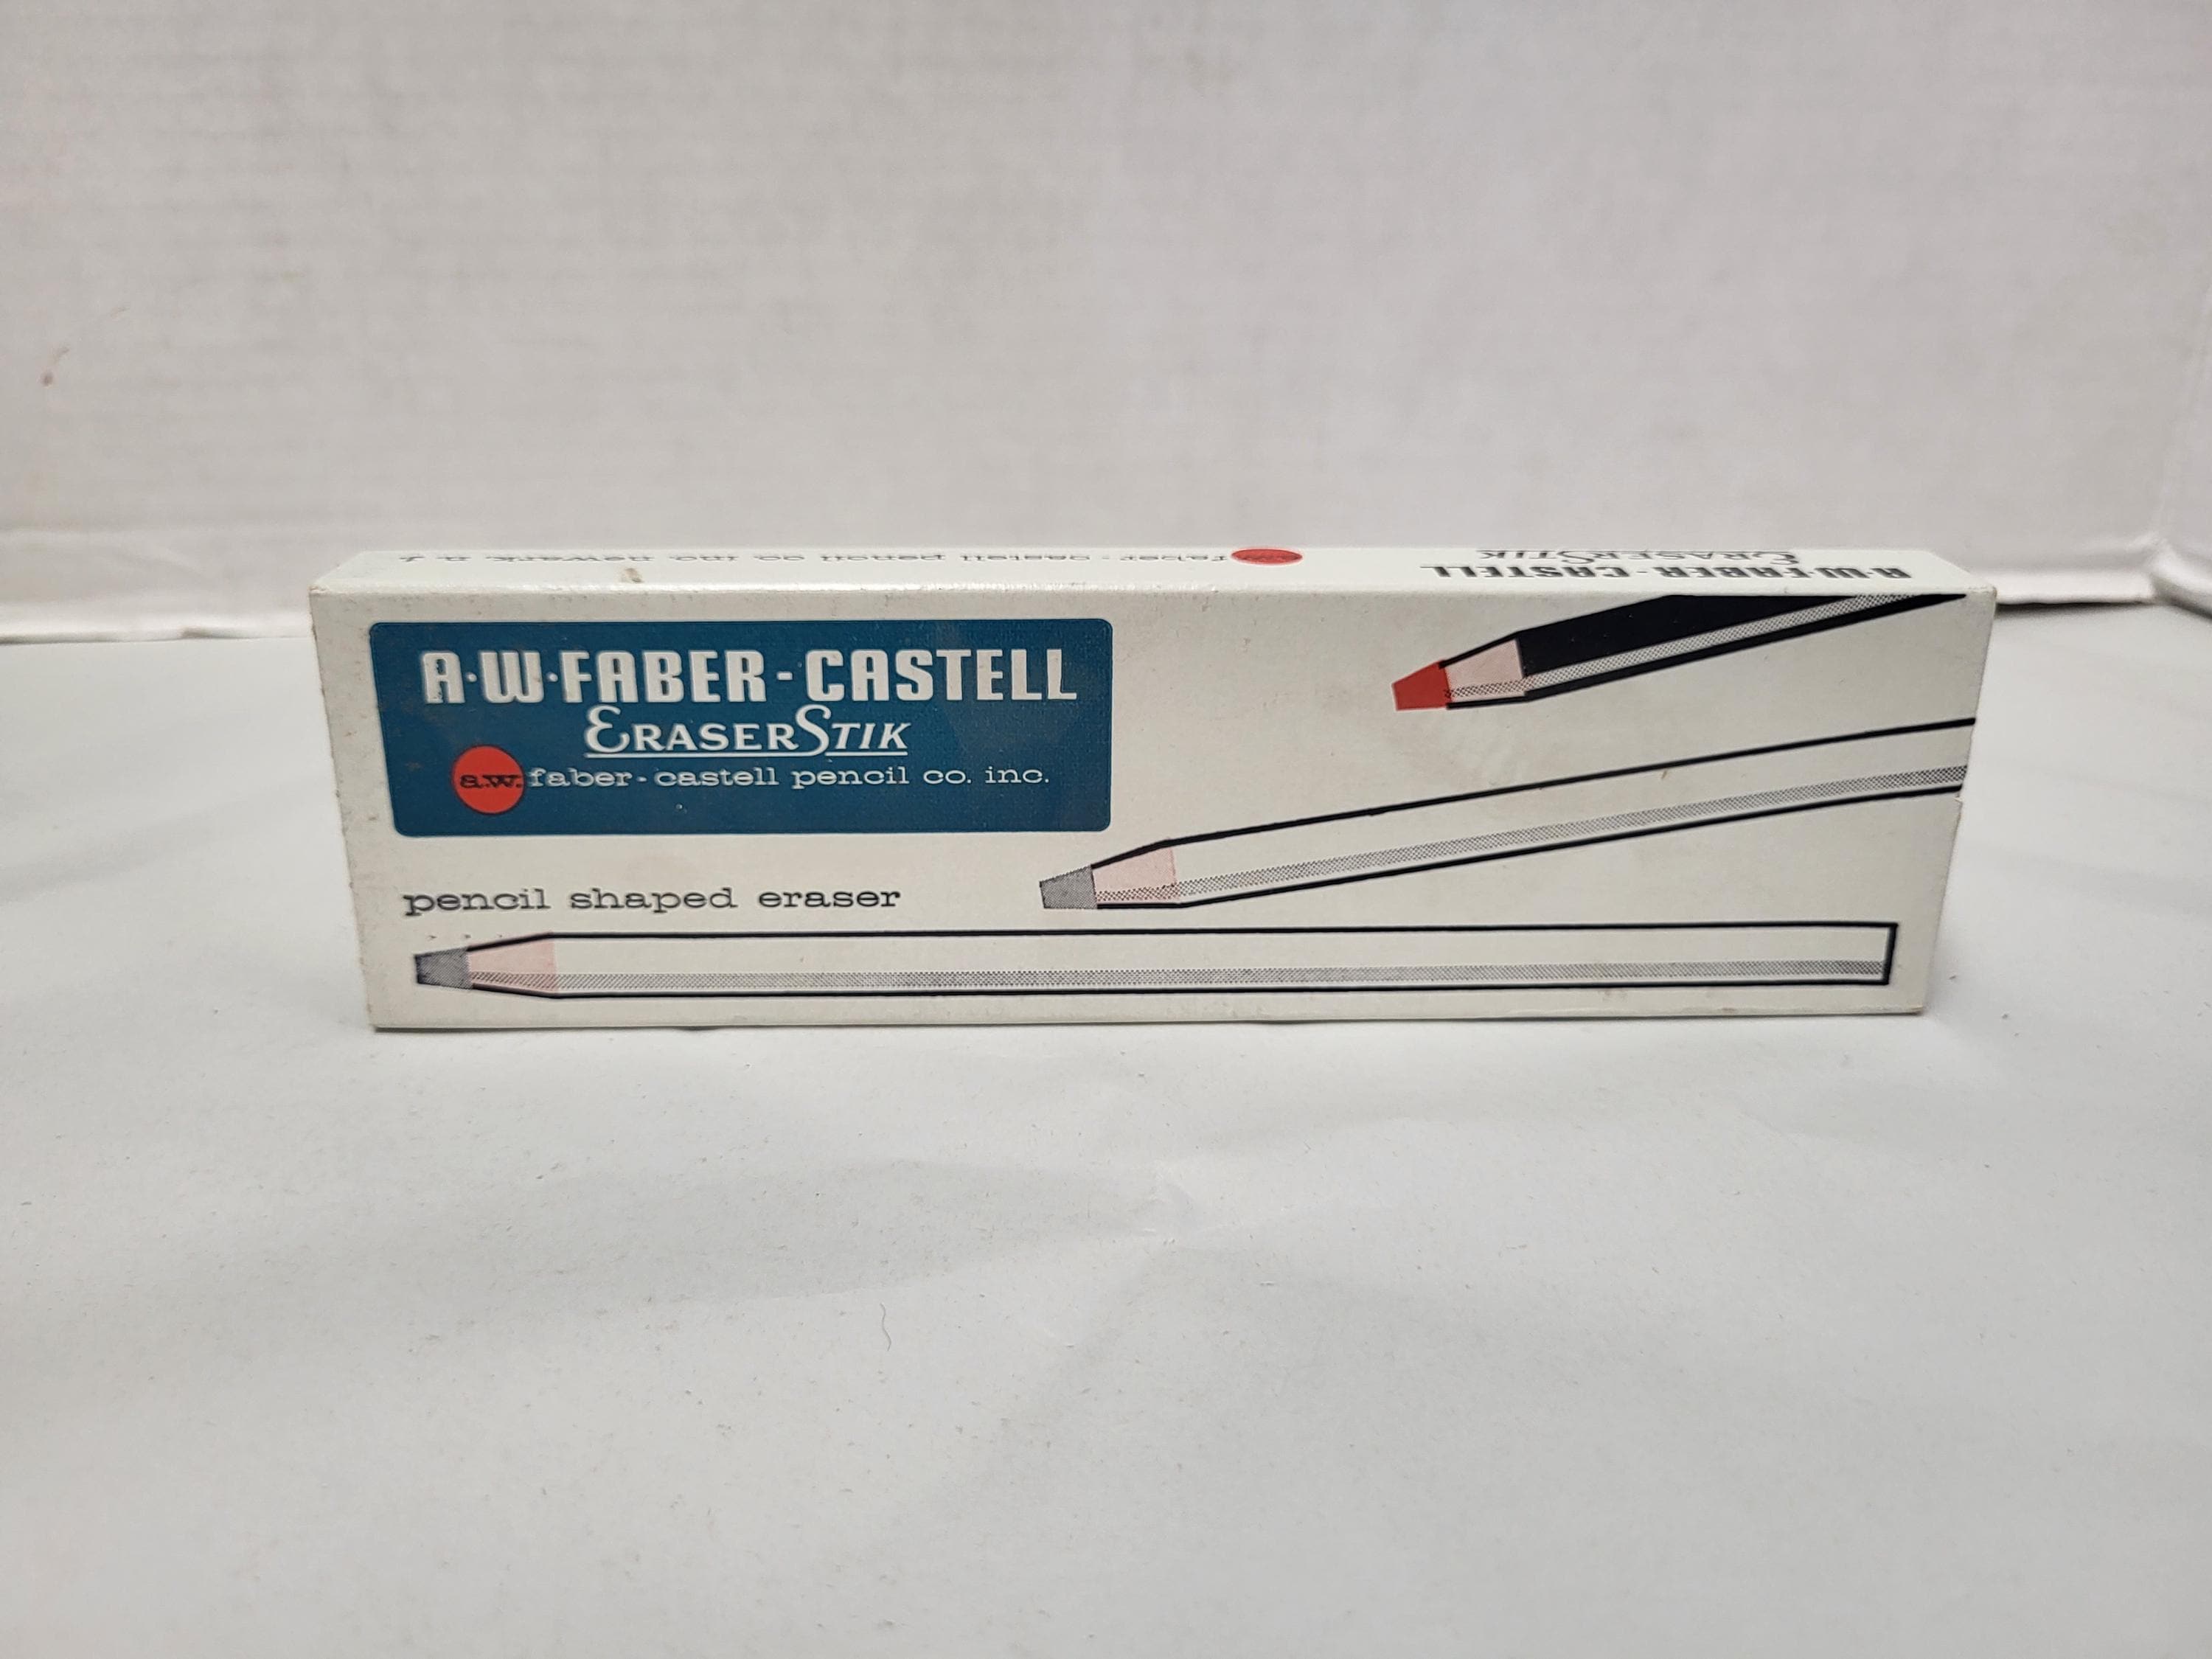 faber-castell pencil co. inc. newark n j
A·W·FABER-CASTELL
ERASERSTIK
A·W·FABER-CASTELL
ERASERSTIK
a.w. faber-castell pencil co. inc.
pencil shaped eraser